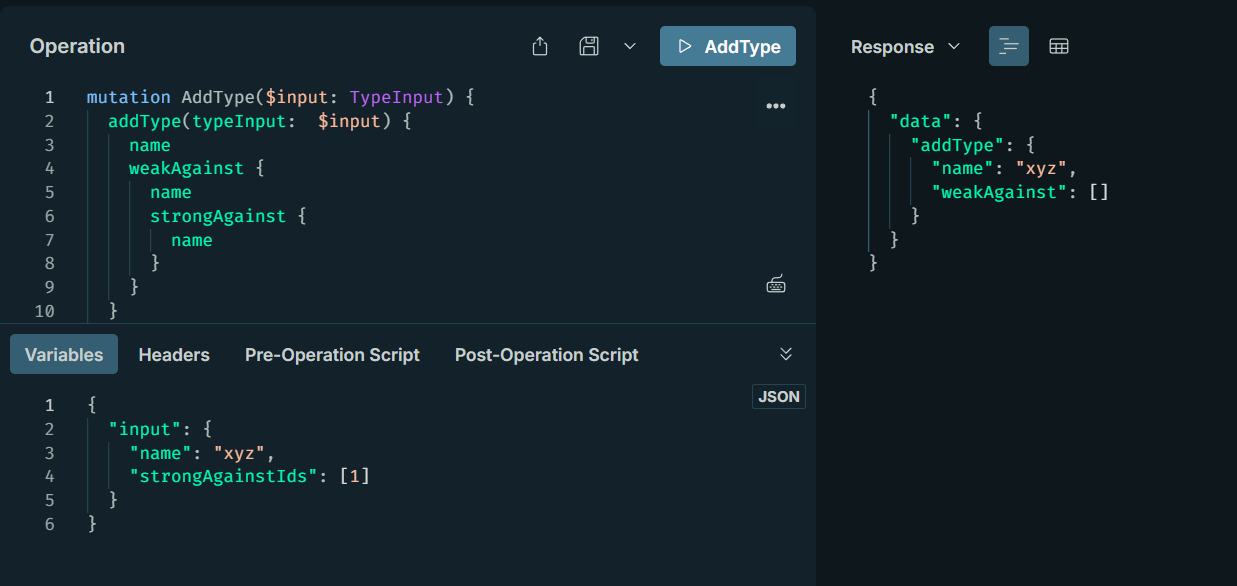 Operation
AddType
1 mutation AddType($input: TypeInput) {
2 addType(typeInput:  $input) {
3 name
4 weakAgainst {
5 name
6 strongAgainst {
7 name
8 }
9 }
10 }
Variables Headers Pre-Operation Script Post-Operation Script
JSON
1 {
2 "input": {
3 "name": "xyz",
4 "strongAgainstIds": [1]
5 }
6 }
Response
{
"data": {
"addType": {
"name": "xyz",
"weakAgainst": []
}
}
}